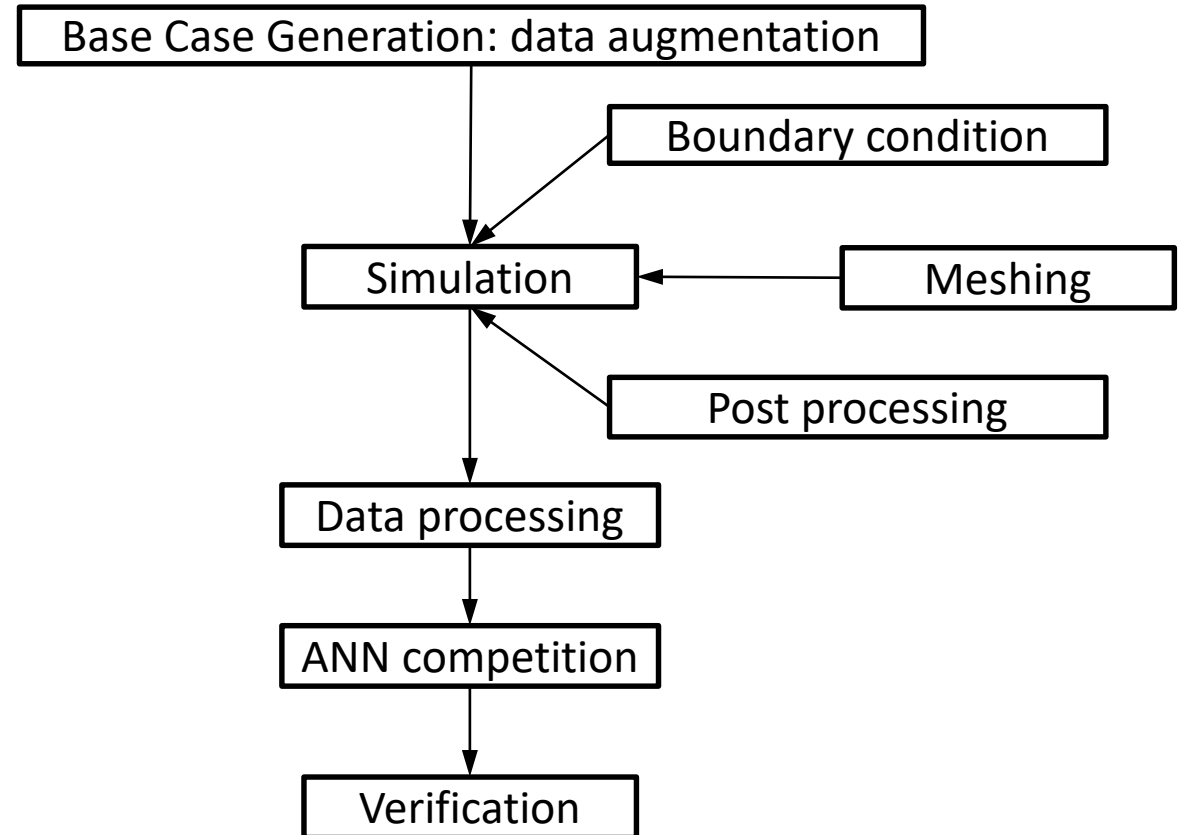 Base Case Generation: data augmentation
Boundary condition
Simulation
Meshing
Post processing
Data processing
ANN competition
Verification